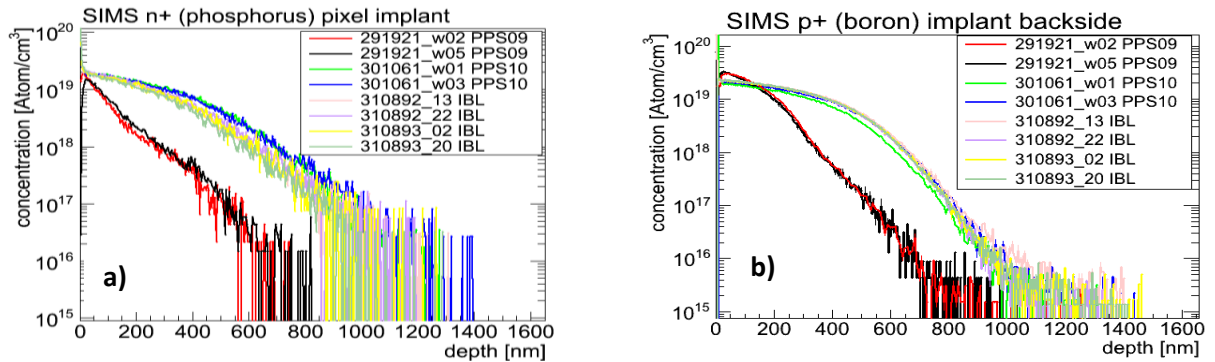 SIMS n+ (phosphorus) pixel implant
concentration [Atom/cm3]
10^20
10^19
10^18
10^17
10^16
10^15
291921_w02 PPS09
291921_w05 PPS09
301061_w01 PPS10
301061_w03 PPS10
310892_13 IBL
310892_22 IBL
310893_02 IBL
310893_20 IBL
a)
0 200 400 600 800 1000 1200 1400 1600
depth [nm]
SIMS p+ (boron) implant backside
concentration [Atom/cm3]
10^20
10^19
10^18
10^17
10^16
10^15
291921_w02 PPS09
291921_w05 PPS09
301061_w01 PPS10
301061_w03 PPS10
310892_13 IBL
310892_22 IBL
310893_02 IBL
310893_20 IBL
b)
0 200 400 600 800 1000 1200 1400 1600
depth [nm]